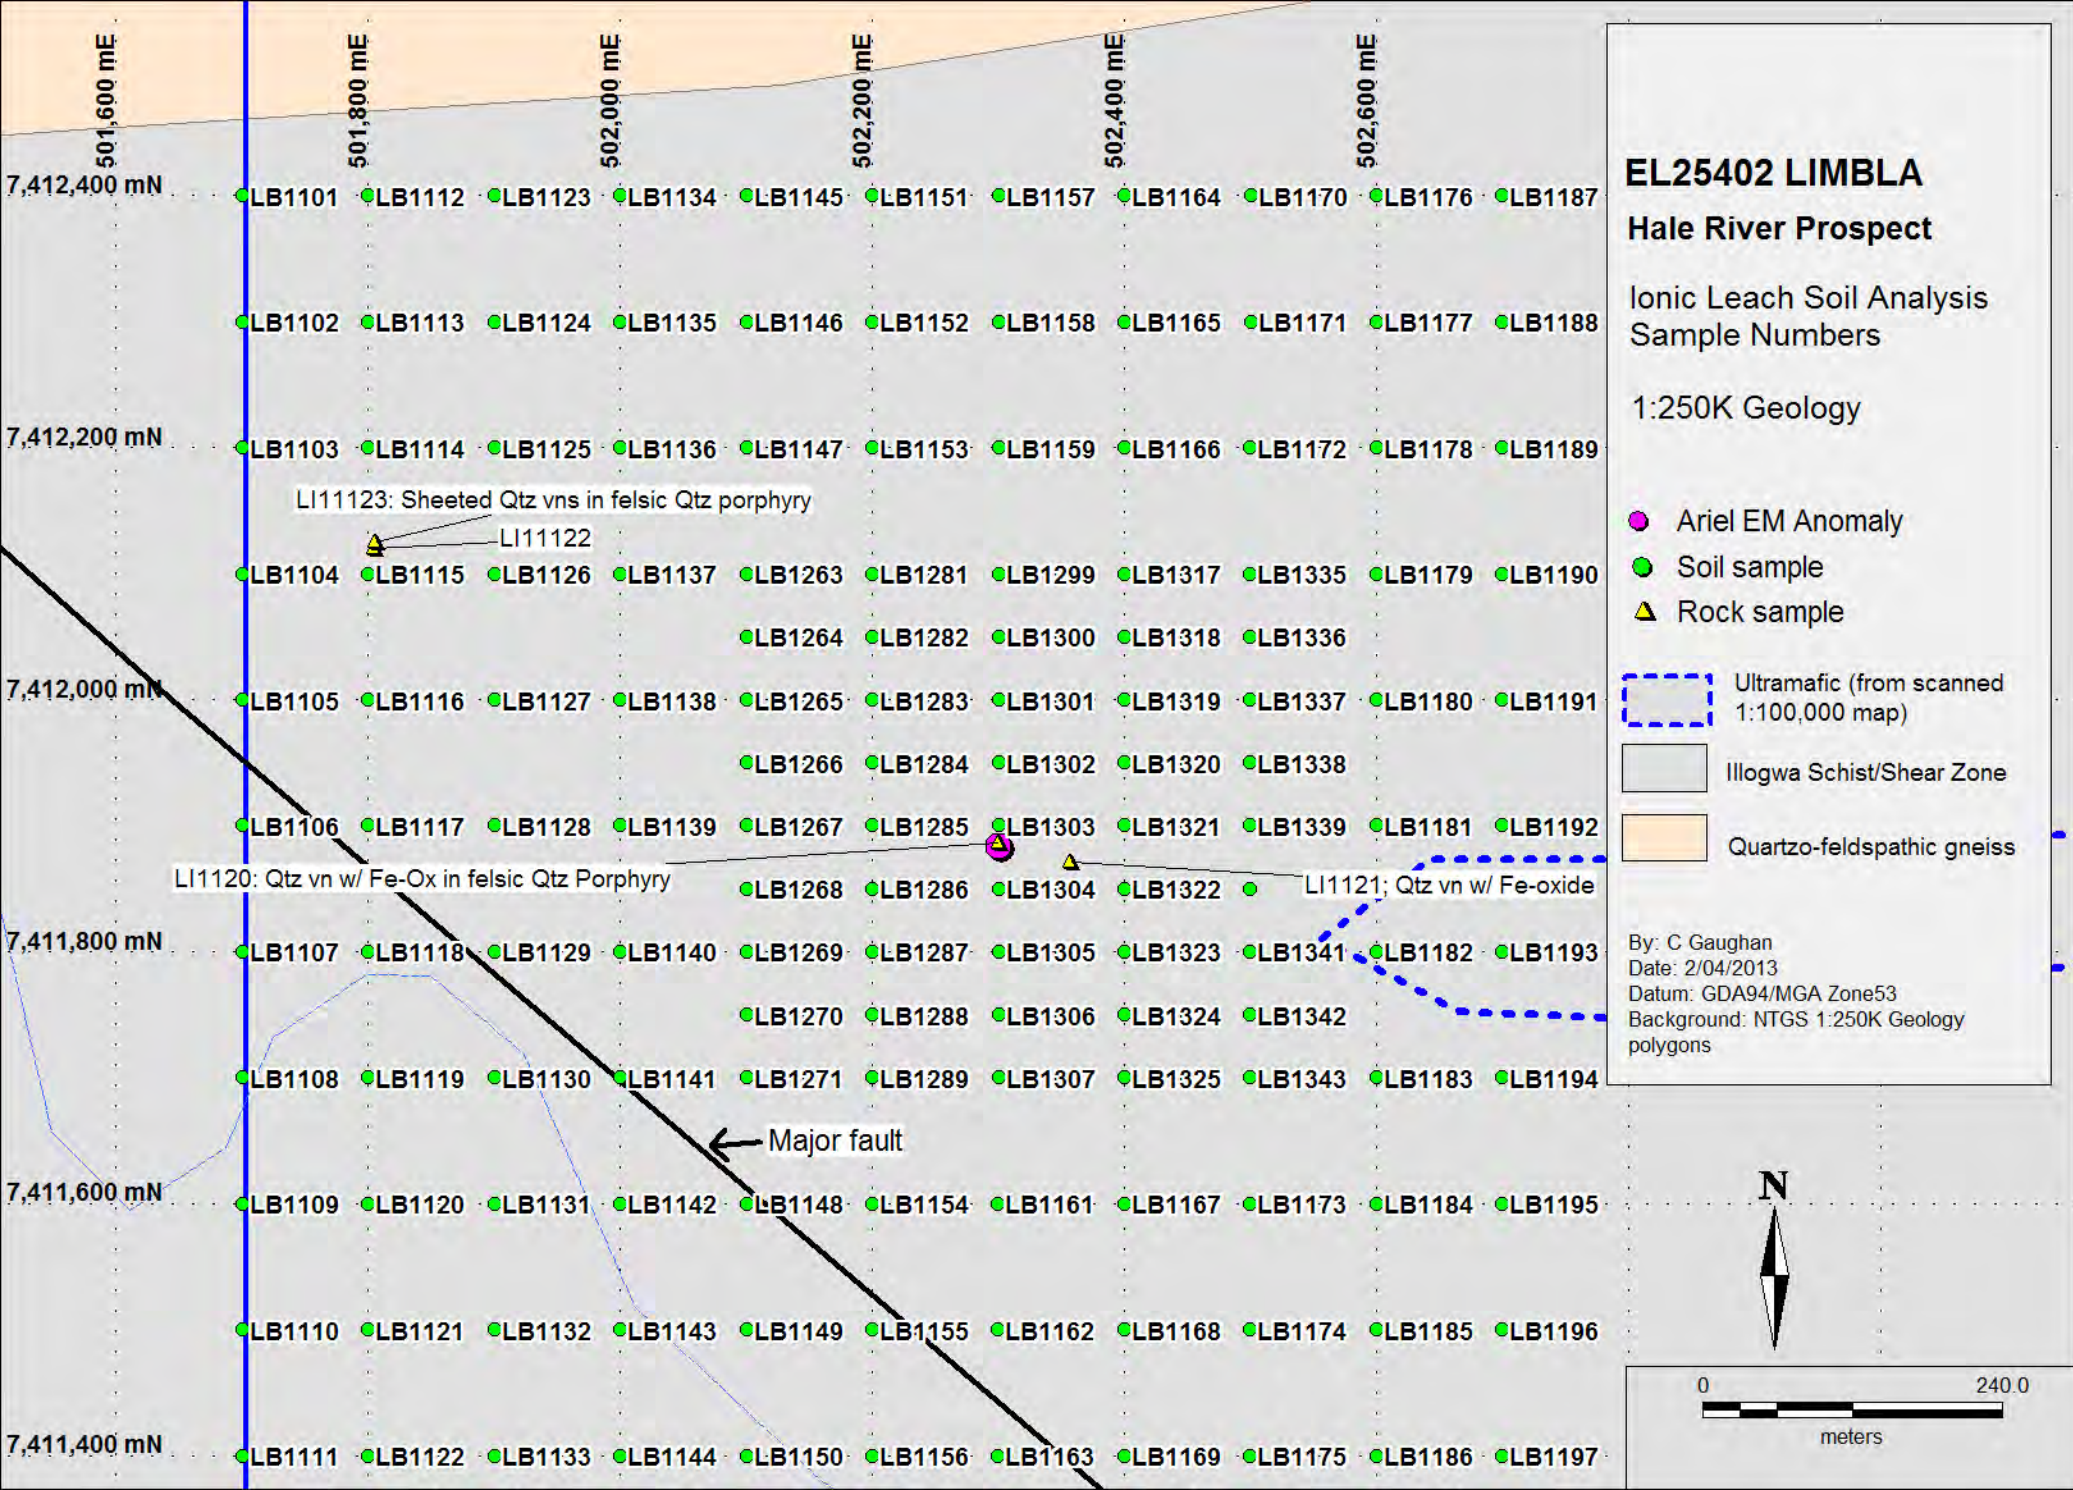 501,600 mE 501,800 mE 502,000 mE 502,200 mE 502,400 mE 502,600 mE
7,412,400 mN
LB1101 LB1112 LB1123 LB1134 LB1145 LB1151 LB1157 LB1164 LB1170 LB1176 LB1187
LB1102 LB1113 LB1124 LB1135 LB1146 LB1152 LB1158 LB1165 LB1171 LB1177 LB1188
7,412,200 mN
LB1103 LB1114 LB1125 LB1136 LB1147 LB1153 LB1159 LB1166 LB1172 LB1178 LB1189
LI11123: Sheeted Qtz vns in felsic Qtz porphyry
LI11122
LB1104 LB1115 LB1126 LB1137 LB1263 LB1281 LB1299 LB1317 LB1335 LB1179 LB1190
LB1264 LB1282 LB1300 LB1318 LB1336
7,412,000 mN
LB1105 LB1116 LB1127 LB1138 LB1265 LB1283 LB1301 LB1319 LB1337 LB1180 LB1191
LB1266 LB1284 LB1302 LB1320 LB1338
LB1106 LB1117 LB1128 LB1139 LB1267 LB1285 LB1303 LB1321 LB1339 LB1181 LB1192
LI1120: Qtz vn w/ Fe-Ox in felsic Qtz Porphyry
LB1268 LB1286 LB1304 LB1322
LI1121; Qtz vn w/ Fe-oxide
7,411,800 mN
LB1107 LB1118 LB1129 LB1140 LB1269 LB1287 LB1305 LB1323 LB1341 LB1182 LB1193
LB1270 LB1288 LB1306 LB1324 LB1342
LB1108 LB1119 LB1130 LB1141 LB1271 LB1289 LB1307 LB1325 LB1343 LB1183 LB1194
Major fault
7,411,600 mN
LB1109 LB1120 LB1131 LB1142 LB1148 LB1154 LB1161 LB1167 LB1173 LB1184 LB1195
LB1110 LB1121 LB1132 LB1143 LB1149 LB1155 LB1162 LB1168 LB1174 LB1185 LB1196
7,411,400 mN
LB1111 LB1122 LB1133 LB1144 LB1150 LB1156 LB1163 LB1169 LB1175 LB1186 LB1197
EL25402 LIMBLA
Hale River Prospect
Ionic Leach Soil Analysis
Sample Numbers
1:250K Geology
Ariel EM Anomaly
Soil sample
Rock sample
Ultramafic (from scanned
1:100,000 map)
Illogwa Schist/Shear Zone
Quartzo-feldspathic gneiss
By: C Gaughan
Date: 2/04/2013
Datum: GDA94/MGA Zone53
Background: NTGS 1:250K Geology
polygons
N
0 240.0
meters